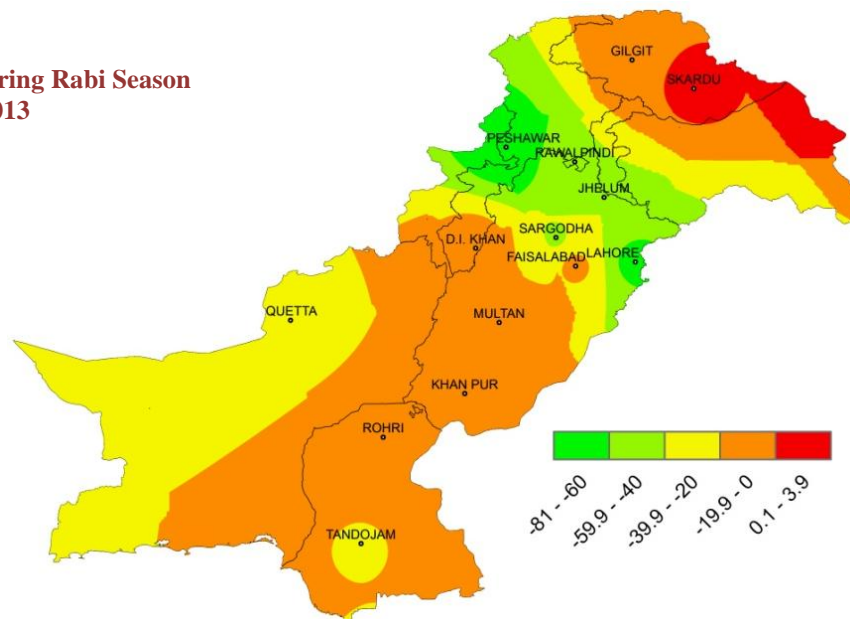 ring Rabi Season
013
GILGIT
SKARDU
PESHAWAR
RAWALPINDI
JHELUM
SARGODHA
D.I. KHAN
FAISALABAD
LAHORE
QUETTA
MULTAN
KHAN PUR
ROHRI
TANDOJAM
-81 - -60
-59.9 - -40
-39.9 - -20
-19.9 - 0
0.1 - 3.9